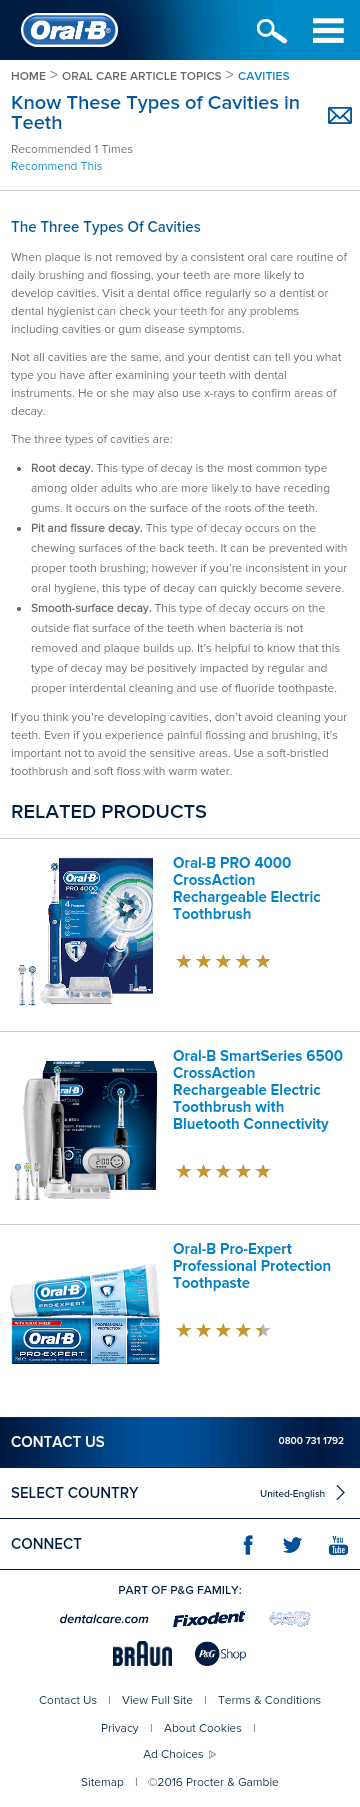 Oral-B
HOME > ORAL CARE ARTICLE TOPICS > CAVITIES
Know These Types of Cavities in
Teeth
Recommended 1 Times
Recommend This
The Three Types Of Cavities
When plaque is not removed by a consistent oral care routine of
daily brushing and flossing, your teeth are more likely to
develop cavities. Visit a dental office regularly so a dentist or
dental hygienist can check your teeth for any problems
including cavities or gum disease symptoms.
Not all cavities are the same, and your dentist can tell you what
type you have after examining your teeth with dental
instruments. He or she may also use x-rays to confirm areas of
decay.
The three types of cavities are:
• Root decay. This type of decay is the most common type
among older adults who are more likely to have receding
gums. It occurs on the surface of the roots of the teeth.
• Pit and fissure decay. This type of decay occurs on the
chewing surfaces of the back teeth. It can be prevented with
proper tooth brushing; however if you're inconsistent in your
oral hygiene, this type of decay can quickly become severe.
• Smooth-surface decay. This type of decay occurs on the
outside flat surface of the teeth when bacteria is not
removed and plaque builds up. It's helpful to know that this
type of decay may be positively impacted by regular and
proper interdental cleaning and use of fluoride toothpaste.
If you think you're developing cavities, don't avoid cleaning your
teeth. Even if you experience painful flossing and brushing, it's
important not to avoid the sensitive areas. Use a soft-bristled
toothbrush and soft floss with warm water.
RELATED PRODUCTS
Oral-B
PRO 4000
Oral-B PRO 4000
CrossAction
Rechargeable Electric
Toothbrush
Oral-B
Oral-B SmartSeries 6500
CrossAction
Rechargeable Electric
Toothbrush with
Bluetooth Connectivity
Oral-B
PRO-EXPERT
PROFESSIONAL
PROTECTION
Oral-B
PRO-EXPERT
Oral-B Pro-Expert
Professional Protection
Toothpaste
CONTACT US
0800 731 1792
SELECT COUNTRY
United-English
CONNECT
You
Tube
PART OF P&G FAMILY:
dentalcare.com
Fixodent
BRAUN
P&G Shop
Contact Us | View Full Site | Terms & Conditions
Privacy | About Cookies |
Ad Choices
Sitemap | ©2016 Procter & Gamble